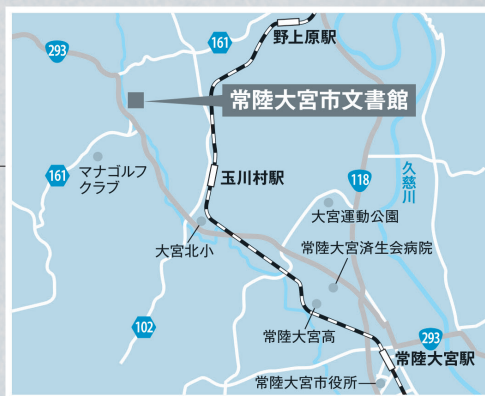 野上原駅
161
293
常陸大宮市文書館
マナゴルフ
クラブ
161
玉川村駅
118
久慈川
大宮運動公園
大宮北小
常陸大宮済生会病院
102
常陸大宮高
293
常陸大宮駅
常陸大宮市役所